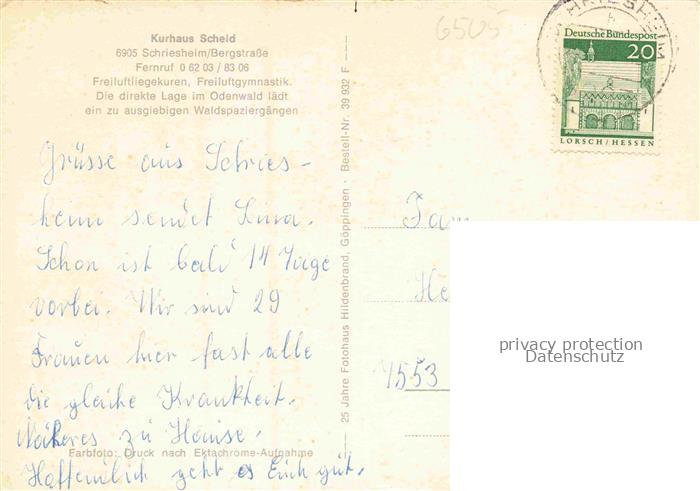 6505
Kurhaus Scheid
6905 Schriesheim/Bergstraße
Fernruf 0 62 03 / 83 06
Freiluftliegekuren, Freiluftgymnastik.
Die direkte Lage im Odenwald lädt
ein zu ausgiebigen Waldspaziergängen
SCHRIESHEIM
Deutsche Bundespost
20
LORSCH/HESSEN
Grüsse aus Schries-
heim sendet Luna.
Schon ist bald 14 Tage
vorbei. Wir sind 29
Frauen hier fast alle
die gleiche Krankheit.
Näheres zu Hause.
Hoffentlich geht es Euch gut.
Farbfoto: Druck nach Ektachrome-Aufnahme
25 Jahre Fotohaus Hildenbrand, Göppingen - Bestell-Nr. 39 932 F
Fam
He
7553
privacy protection
Datenschutz